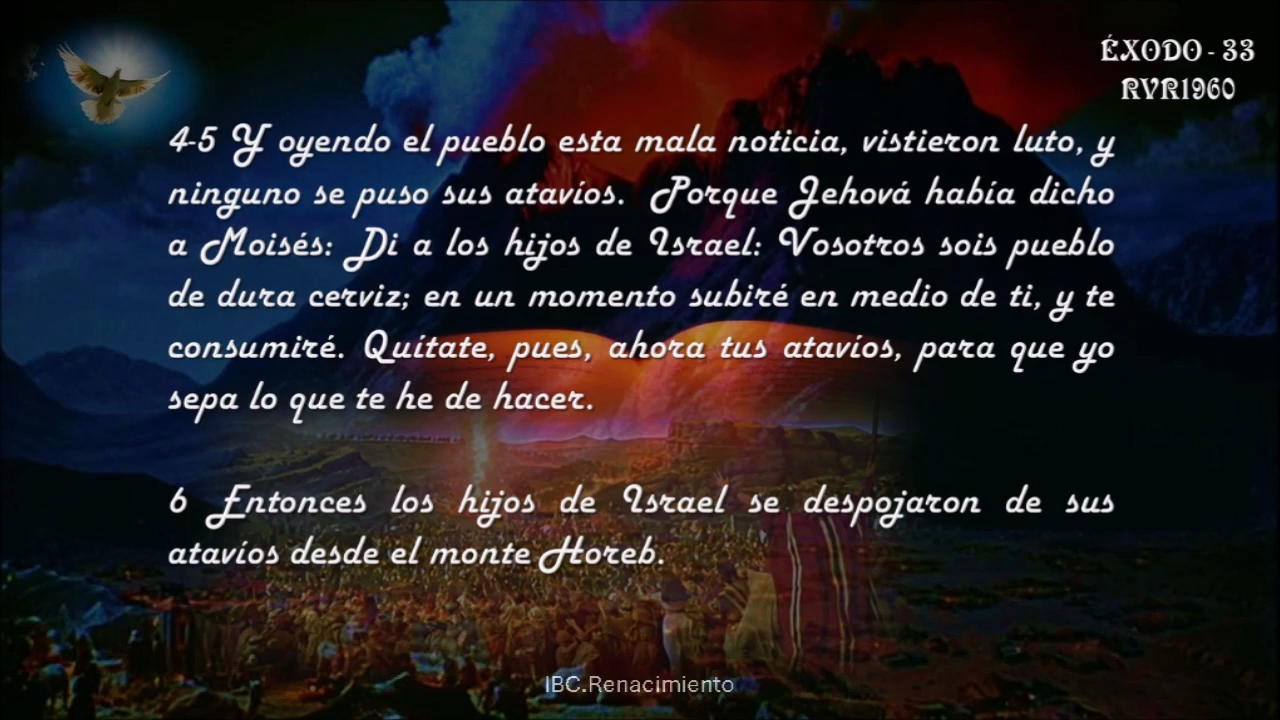 ÉXODO - 33
RVR1960
4-5 Y oyendo el pueblo esta mala noticia, vistieron luto, y
ninguno se puso sus atavíos. Porque Jehová había dicho
a Moisés: Di a los hijos de Israel: Vosotros sois pueblo
de dura cerviz; en un momento subiré en medio de ti, y te
consumiré. Quítate, pues, ahora tus atavíos, para que yo
sepa lo que te he de hacer.
6 Entonces los hijos de Israel se despojaron de sus
atavíos desde el monte Horeb.
IBC.Renacimiento